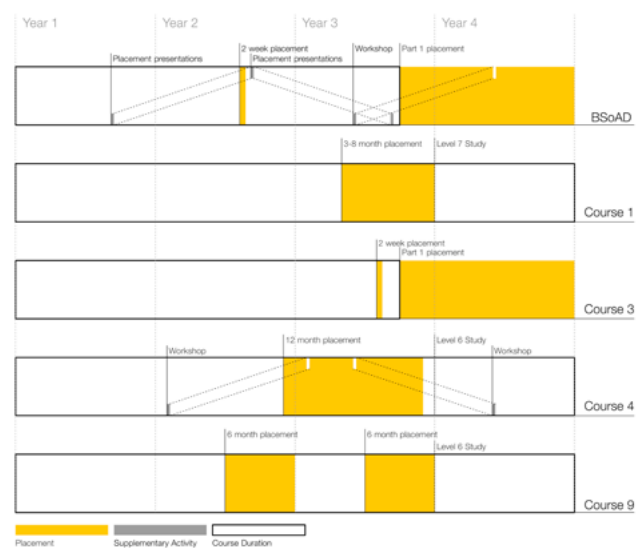 Year 1
Year 2
Year 3
Year 4
2 week placement
Workshop
Part 1 placement
Placement presentations
Placement presentations
BSoAD
3-8 month placement
Level 7 Study
Course 1
2 week placement
Part 1 placement
Course 3
12 month placement
Level 6 Study
Workshop
Workshop
Course 4
6 month placement
6 month placement
Level 6 Study
Course 9
Placement
Supplementary Activity
Course Duration